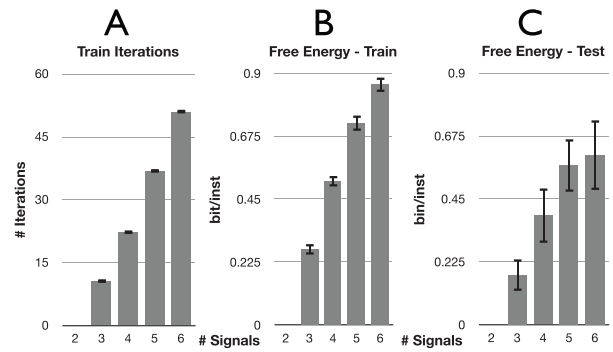 A
B
C
Train Iterations
Free Energy - Train
Free Energy - Test
60
45
30
15
0
# Iterations
2 3 4 5 6
# Signals
0.9
0.675
0.45
0.225
0
bit/inst
2 3 4 5 6
# Signals
0.9
0.675
0.45
0.225
0
bin/inst
2 3 4 5 6